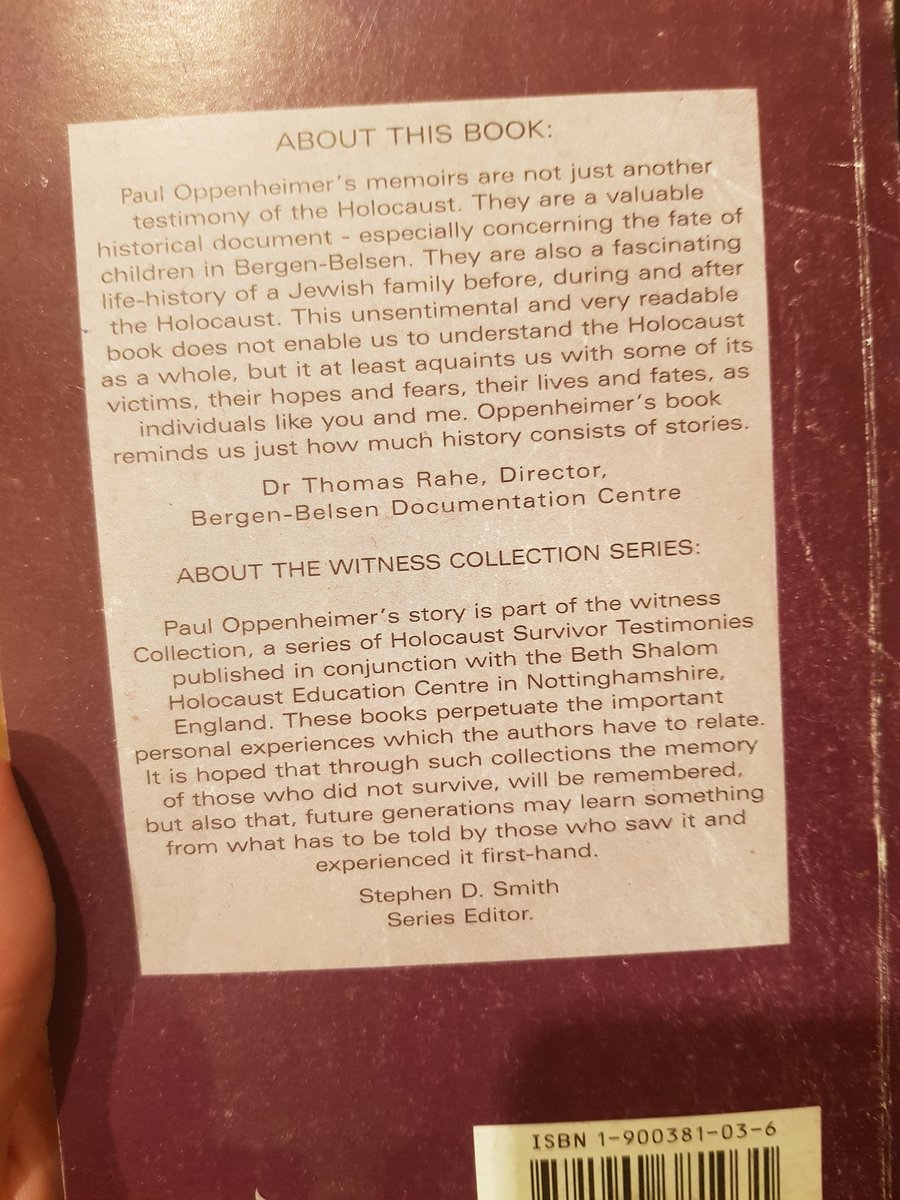 ABOUT THIS BOOK:
Paul Oppenheimer's memoirs are not just another
testimony of the Holocaust. They are a valuable
historical document - especially concerning the fate of
children in Bergen-Belsen. They are also a fascinating
life-history of a Jewish family before, during and after
the Holocaust. This unsentimental and very readable
book does not enable us to understand the Holocaust
as a whole, but it at least aquaints us with some of its
victims, their hopes and fears, their lives and fates, as
individuals like you and me. Oppenheimer's book
reminds us just how much history consists of stories.
Dr Thomas Rahe, Director,
Bergen-Belsen Documentation Centre
ABOUT THE WITNESS COLLECTION SERIES:
Paul Oppenheimer's story is part of the witness
Collection, a series of Holocaust Survivor Testimonies
published in conjunction with the Beth Shalom
Holocaust Education Centre in Nottinghamshire,
England. These books perpetuate the important
personal experiences which the authors have to relate.
It is hoped that through such collections the memory
of those who did not survive, will be remembered,
but also that, future generations may learn something
from what has to be told by those who saw it and
experienced it first-hand.
Stephen D. Smith
Series Editor.
ISBN 1-900381-03-6